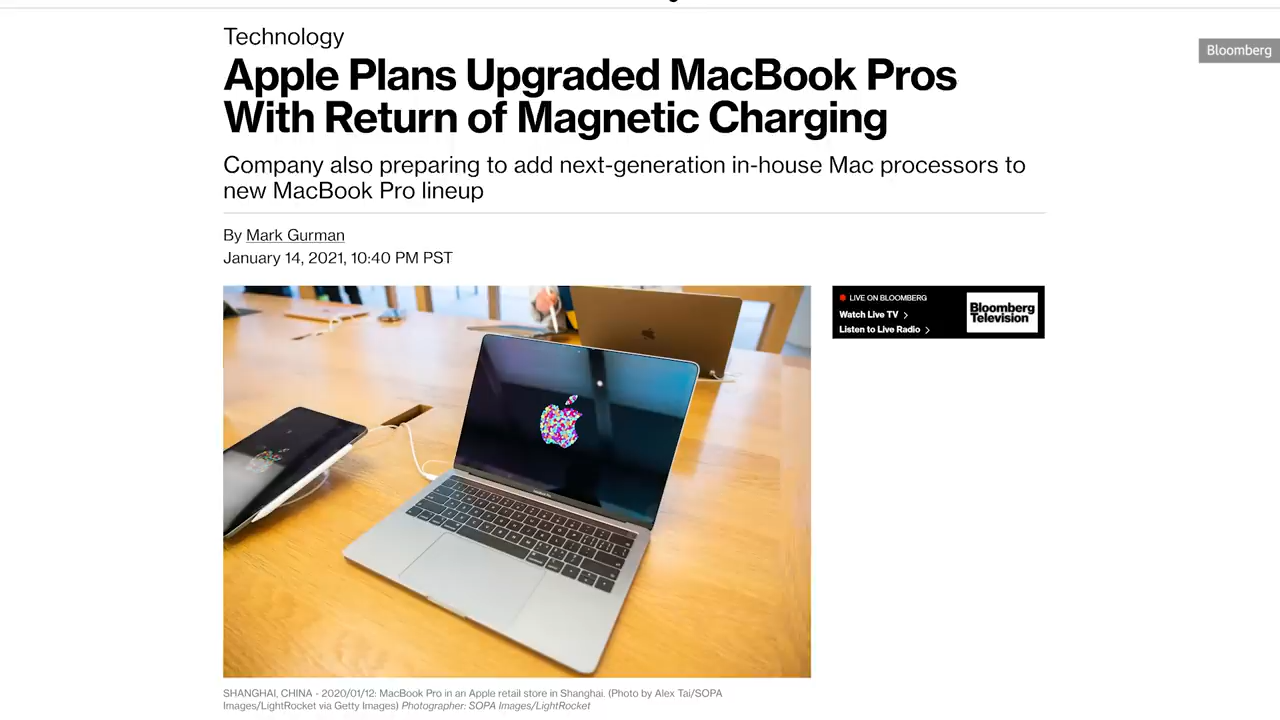 Technology
Bloomberg
Apple Plans Upgraded MacBook Pros
With Return of Magnetic Charging
Company also preparing to add next-generation in-house Mac processors to
new MacBook Pro lineup
By Mark Gurman
January 14, 2021, 10:40 PM PST
LIVE ON BLOOMBERG
Watch Live TV >
Listen to Live Radio >
Bloomberg
Television
SHANGHAI, CHINA - 2020/01/12: MacBook Pro in an Apple retail store in Shanghai. (Photo by Alex Tai/SOPA
Images/LightRocket via Getty Images) Photographer: SOPA Images/LightRocket